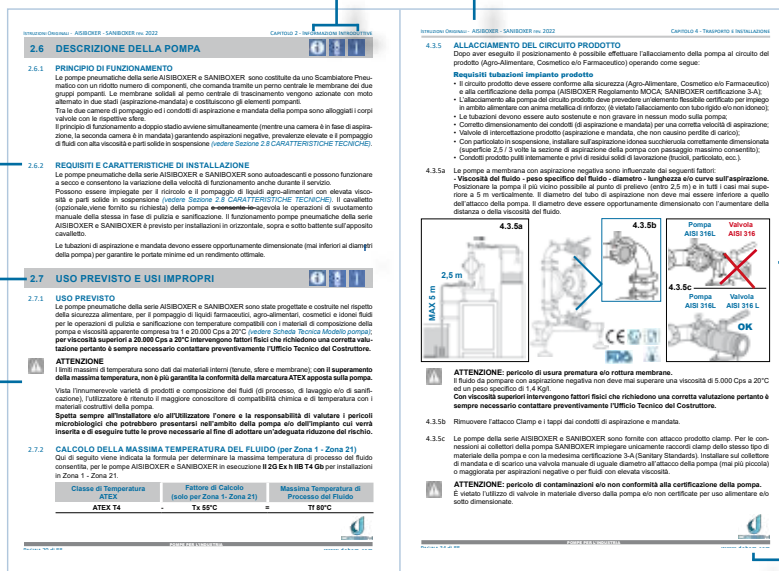 ISTRUZIONI ORIGINALI - AISIBOXER - SANIBOXER REV. 2022 CAPITOLO 2 - INFORMAZIONI INTRODUTTIVE
2.6 DESCRIZIONE DELLA POMPA
2.6.1 PRINCIPIO DI FUNZIONAMENTO
Le pompe pneumatiche della serie AISIBOXER e SANIBOXER sono costituite da uno Scambiatore Pneu-
matico con un ridotto numero di componenti, che comanda tramite un perno centrale le membrane dei due
gruppi pompanti. Le membrane solidali al perno centrale di trascinamento vengono azionate con moto
alternato in due stadi (aspirazione-mandata) e costituiscono gli elementi pompanti.
Tra le due camere di pompaggio ed i condotti di aspirazione e mandata della pompa sono alloggiati i corpi
valvole con le rispettive sfere.
Il principio di funzionamento a doppio stadio avviene simultaneamente (mentre una camera è in fase di aspira-
zione, la seconda camera è in mandata) garantendo aspirazioni negative, prevalenze elevate e il pompaggio
di fluidi con alta viscosità e parti solide in sospensione (vedere Sezione 2.8 CARATTERISTICHE TECNICHE).
2.6.2 REQUISITI E CARATTERISTICHE DI INSTALLAZIONE
Le pompe pneumatiche della serie AISIBOXER e SANIBOXER sono autoadescanti e possono funzionare
a secco e consentono la variazione della velocità di funzionamento anche durante il servizio.
Possono essere impiegate per il ricircolo e il pompaggio di liquidi agro-alimentari con elevata visco-
sità e parti solide in sospensione (vedere Sezione 2.8 CARATTERISTICHE TECNICHE). Il cavalletto
(opzionale,viene fornito su richiesta) della pompa e consente le agevola le operazioni di svuotamento
manuale della stessa in fase di pulizia e sanificazione. Il funzionamento pompe pneumatiche della serie
AISIBOXER e SANIBOXER è previsto per installazioni in orizzontale, sopra e sotto battente sull'apposito
cavalletto.
Le tubazioni di aspirazione e mandata devono essere opportunamente dimensionate (mai inferiori ai diametri
della pompa) per garantire le portate minime ed un rendimento ottimale.
2.7 USO PREVISTO E USI IMPROPRI
2.7.1 USO PREVISTO
Le pompe pneumatiche della serie AISIBOXER e SANIBOXER sono state progettate e costruite nel rispetto
della sicurezza alimentare, per il pompaggio di liquidi farmaceutici, agro-alimentari, cosmetici e idonei fluidi
per le operazioni di pulizia e sanificazione con temperature compatibili con i materiali di composizione della
pompa e viscosità apparente compresa tra 1 e 20.000 Cps a 20°C (vedere Scheda Tecnica Modello pompa);
per viscosità superiori a 20.000 Cps a 20°C intervengono fattori fisici che richiedono una corretta valu-
tazione pertanto è sempre necessario contattare preventivamente l'Ufficio Tecnico del Costruttore.
ATTENZIONE
I limiti massimi di temperatura sono dati dai materiali interni (tenute, sfere e membrane); con il superamento
della massima temperatura, non è più garantita la conformità della marcatura ATEX apposta sulla pompa.
Vista l'innumerevole varietà di prodotti e composizione dei fluidi (di processo, di lavaggio e/o di sanifi-
cazione), l'utilizzatore è ritenuto il maggiore conoscitore di compatibilità chimica e di temperatura con i
materiali costruttivi della pompa.
Spetta sempre all'Installatore e/o all'Utilizzatore l'onere e la responsabilità di valutare i pericoli
microbiologici che potrebbero presentarsi nell'ambito della pompa e/o dell'impianto cui verrà
inserita e di eseguire tutte le prove necessarie al fine di adottare un'adeguata riduzione del rischio.
2.7.2 CALCOLO DELLA MASSIMA TEMPERATURA DEL FLUIDO (per Zona 1 - Zona 21)
Qui di seguito viene indicata la formula per determinare la massima temperatura di processo del fluido
consentita, per le pompe AISIBOXER e SANIBOXER in esecuzione II 2G Ex h IIB T4 Gb per installazioni
in Zona 1 - Zona 21.
Classe di Temperatura ATEX Fattore di Calcolo (solo per Zona 1- Zona 21) Massima Temperatura di Processo del Fluido
ATEX T4 - Tx 55°C = Tf 80°C
POMPE PER L'INDUSTRIA
ISTRUZIONI ORIGINALI - AISIBOXER - SANIBOXER REV. 2022 CAPITOLO 4 - TRASPORTO E INSTALLAZIONE
4.3.5 ALLACCIAMENTO DEL CIRCUITO PRODOTTO
Dopo aver eseguito il posizionamento è possibile effettuare l'allacciamento della pompa al circuito del
prodotto (Agro-Alimentare, Cosmetico e/o Farmaceutico) operando come segue:
Requisiti tubazioni impianto prodotto
• Il circuito prodotto deve essere conforme alla sicurezza (Agro-Alimentare, Cosmetico e/o Farmaceutico)
e alla certificazione della pompa (AISIBOXER Regolamento MOCA; SANIBOXER certificazione 3-A);
• L'allacciamento alla pompa del circuito prodotto deve prevedere un'elemento flessibile certificato per impiego
in ambito alimentare con anima metallica di rinforzo; (è vietato l'allacciamento con tubo rigido e/o non idoneo);
• Le tubazioni devono essere auto sostenute e non gravare in nessun modo sulla pompa;
• Corretto dimensionamento dei condotti (di aspirazione e mandata) per una corretta velocità di aspirazione;
• Valvole di intercettazione prodotto (aspirazione e mandata, che non causino perdite di carico);
• Con particolato in sospensione, installare sull'aspirazione idonea succhieruola correttamente dimensionata
(superficie 2,5 / 3 volte la sezione di aspirazione della pompa con passaggio massimo consentito);
• Condotti prodotto puliti internamente e privi di residui solidi di lavorazione (trucioli, particolato, ecc.).
4.3.5a Le pompe a membrana con aspirazione negativa sono influenzate dai seguenti fattori:
- Viscosità del fluido - peso specifico del fluido - diametro - lunghezza e/o curve sull'aspirazione.
Posizionare la pompa il più vicino possibile al punto di prelievo (entro 2,5 m) e in tutti i casi mai supe-
riore a 5 m verticalmente. Il diametro del tubo di aspirazione non deve mai essere inferiore a quello
dell'attacco della pompa. Il diametro deve essere opportunamente dimensionato con l'aumentare della
distanza o della viscosità del fluido.
4.3.5a
2,5 m
MAX 5 m
4.3.5b
CE
FDA
Pompa AISI 316L Valvola AISI 316
4.3.5c
Pompa AISI 316L Valvola AISI 316 L
OK
ATTENZIONE: pericolo di usura prematura e/o rottura membrane.
Il fluido da pompare con aspirazione negativa non deve mai superare una viscosità di 5.000 Cps a 20°C
ed un peso specifico di 1,4 Kg/l.
Con viscosità superiori intervengono fattori fisici che richiedono una corretta valutazione pertanto è
sempre necessario contattare preventivamente l'Ufficio Tecnico del Costruttore.
4.3.5b Rimuovere l'attacco Clamp e i tappi dai condotti di aspirazione e mandata.
4.3.5c Le pompe della serie AISIBOXER e SANIBOXER sono fornite con attacco prodotto clamp. Per le con-
nessioni ai collettori della pompa SANIBOXER impiegare unicamente raccordi clamp dello stesso tipo di
materiale della pompa e con la medesima certificazione 3-A (Sanitary Standards). Installare sul collettore
di mandata e di scarico una valvola manuale di uguale diametro all'attacco della pompa (mai più piccola)
o maggiorata per aspirazioni negative o per fluidi con elevata viscosità.
ATTENZIONE: pericolo di contaminazioni e/o non conformità alla certificazione della pompa.
È vietato l'utilizzo di valvole in materiale diverso dalla pompa e/o non certificate per uso alimentare e/o
sotto dimensionate.
POMPE PER L'INDUSTRIA